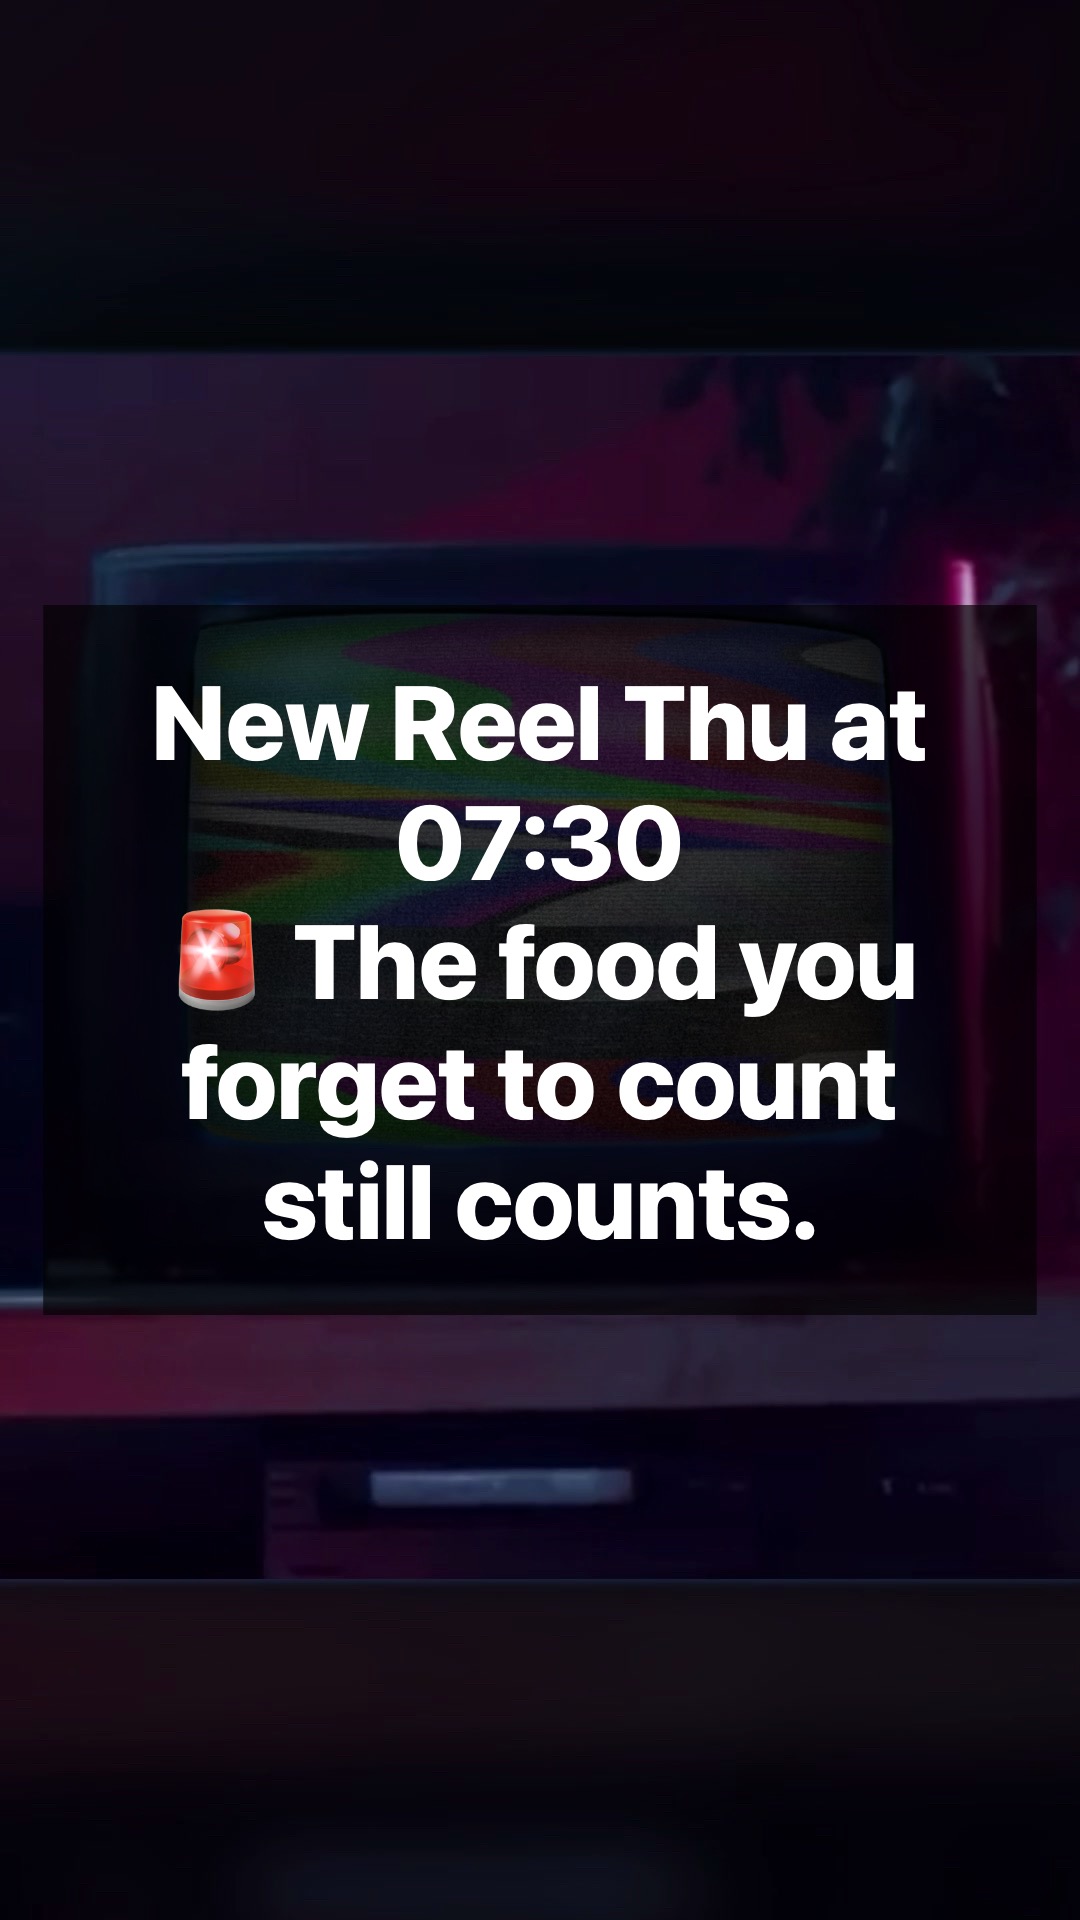 New Reel Thu at
07:30
🚨 The food you
forget to count
still counts.